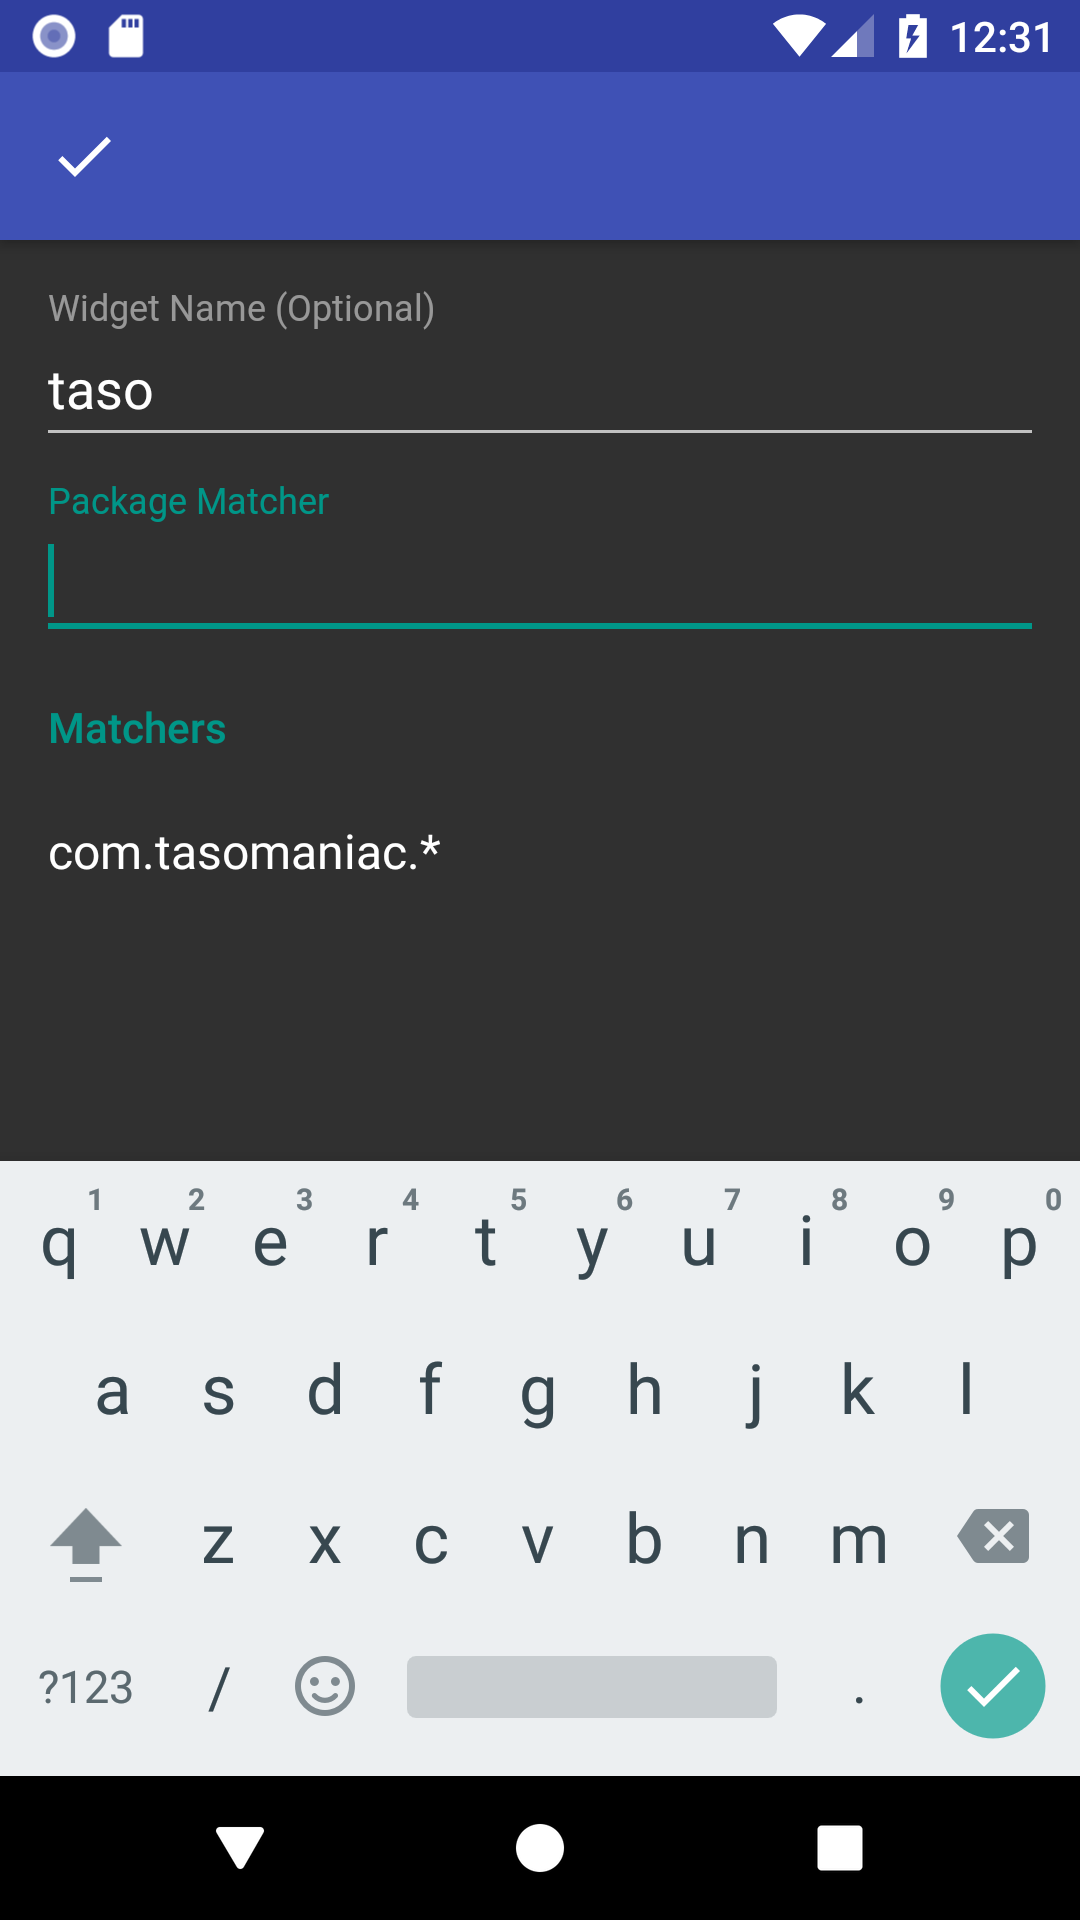 12:31
Widget Name (Optional)
taso
Package Matcher
Matchers
com.tasomaniac.*
1 2 3 4 5 6 7 8 9 0
q w e r t y u i o p
a s d f g h j k l
z x c v b n m
?123 / .